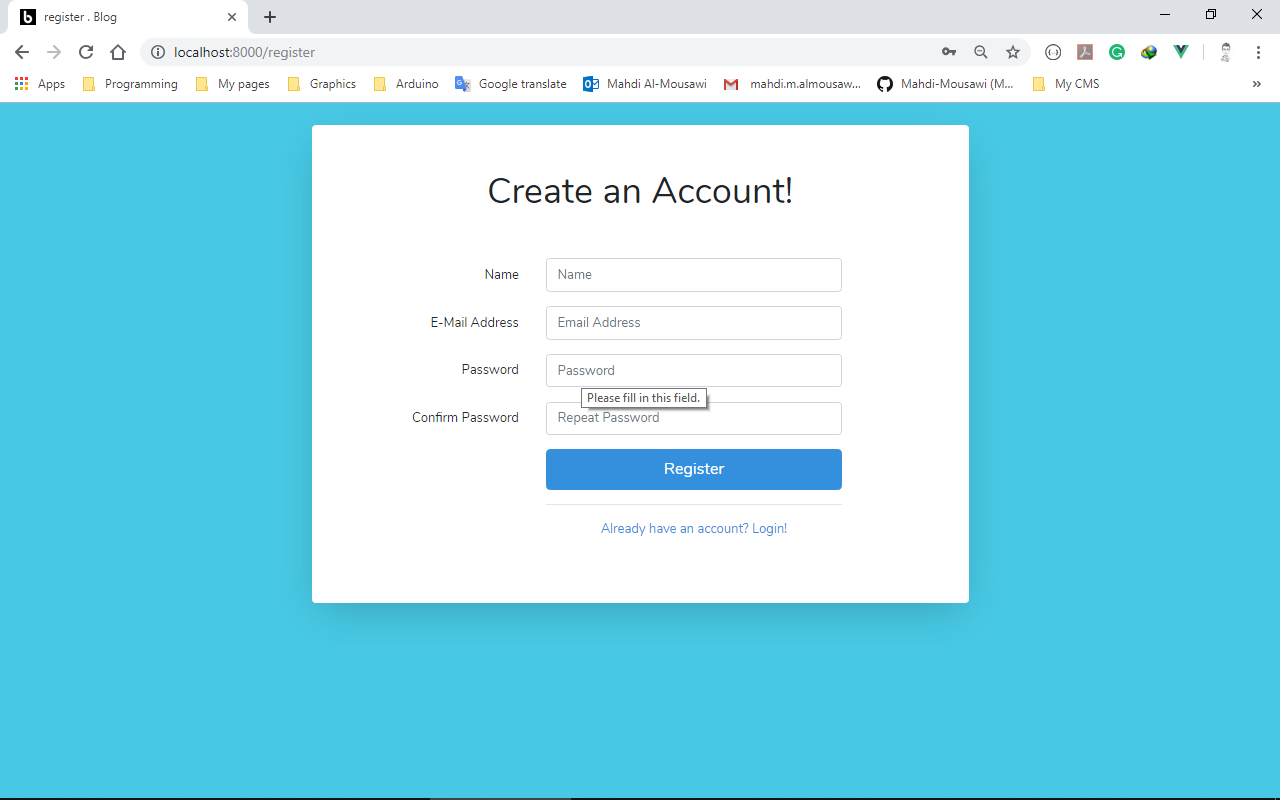 register . Blog
localhost:8000/register
Apps Programming My pages Graphics Arduino Google translate Mahdi Al-Mousawi mahdi.m.almousaw... Mahdi-Mousawi (M... My CMS »
Create an Account!
Name Name
E-Mail Address Email Address
Password Password
Please fill in this field.
Confirm Password Repeat Password
Register
Already have an account? Login!